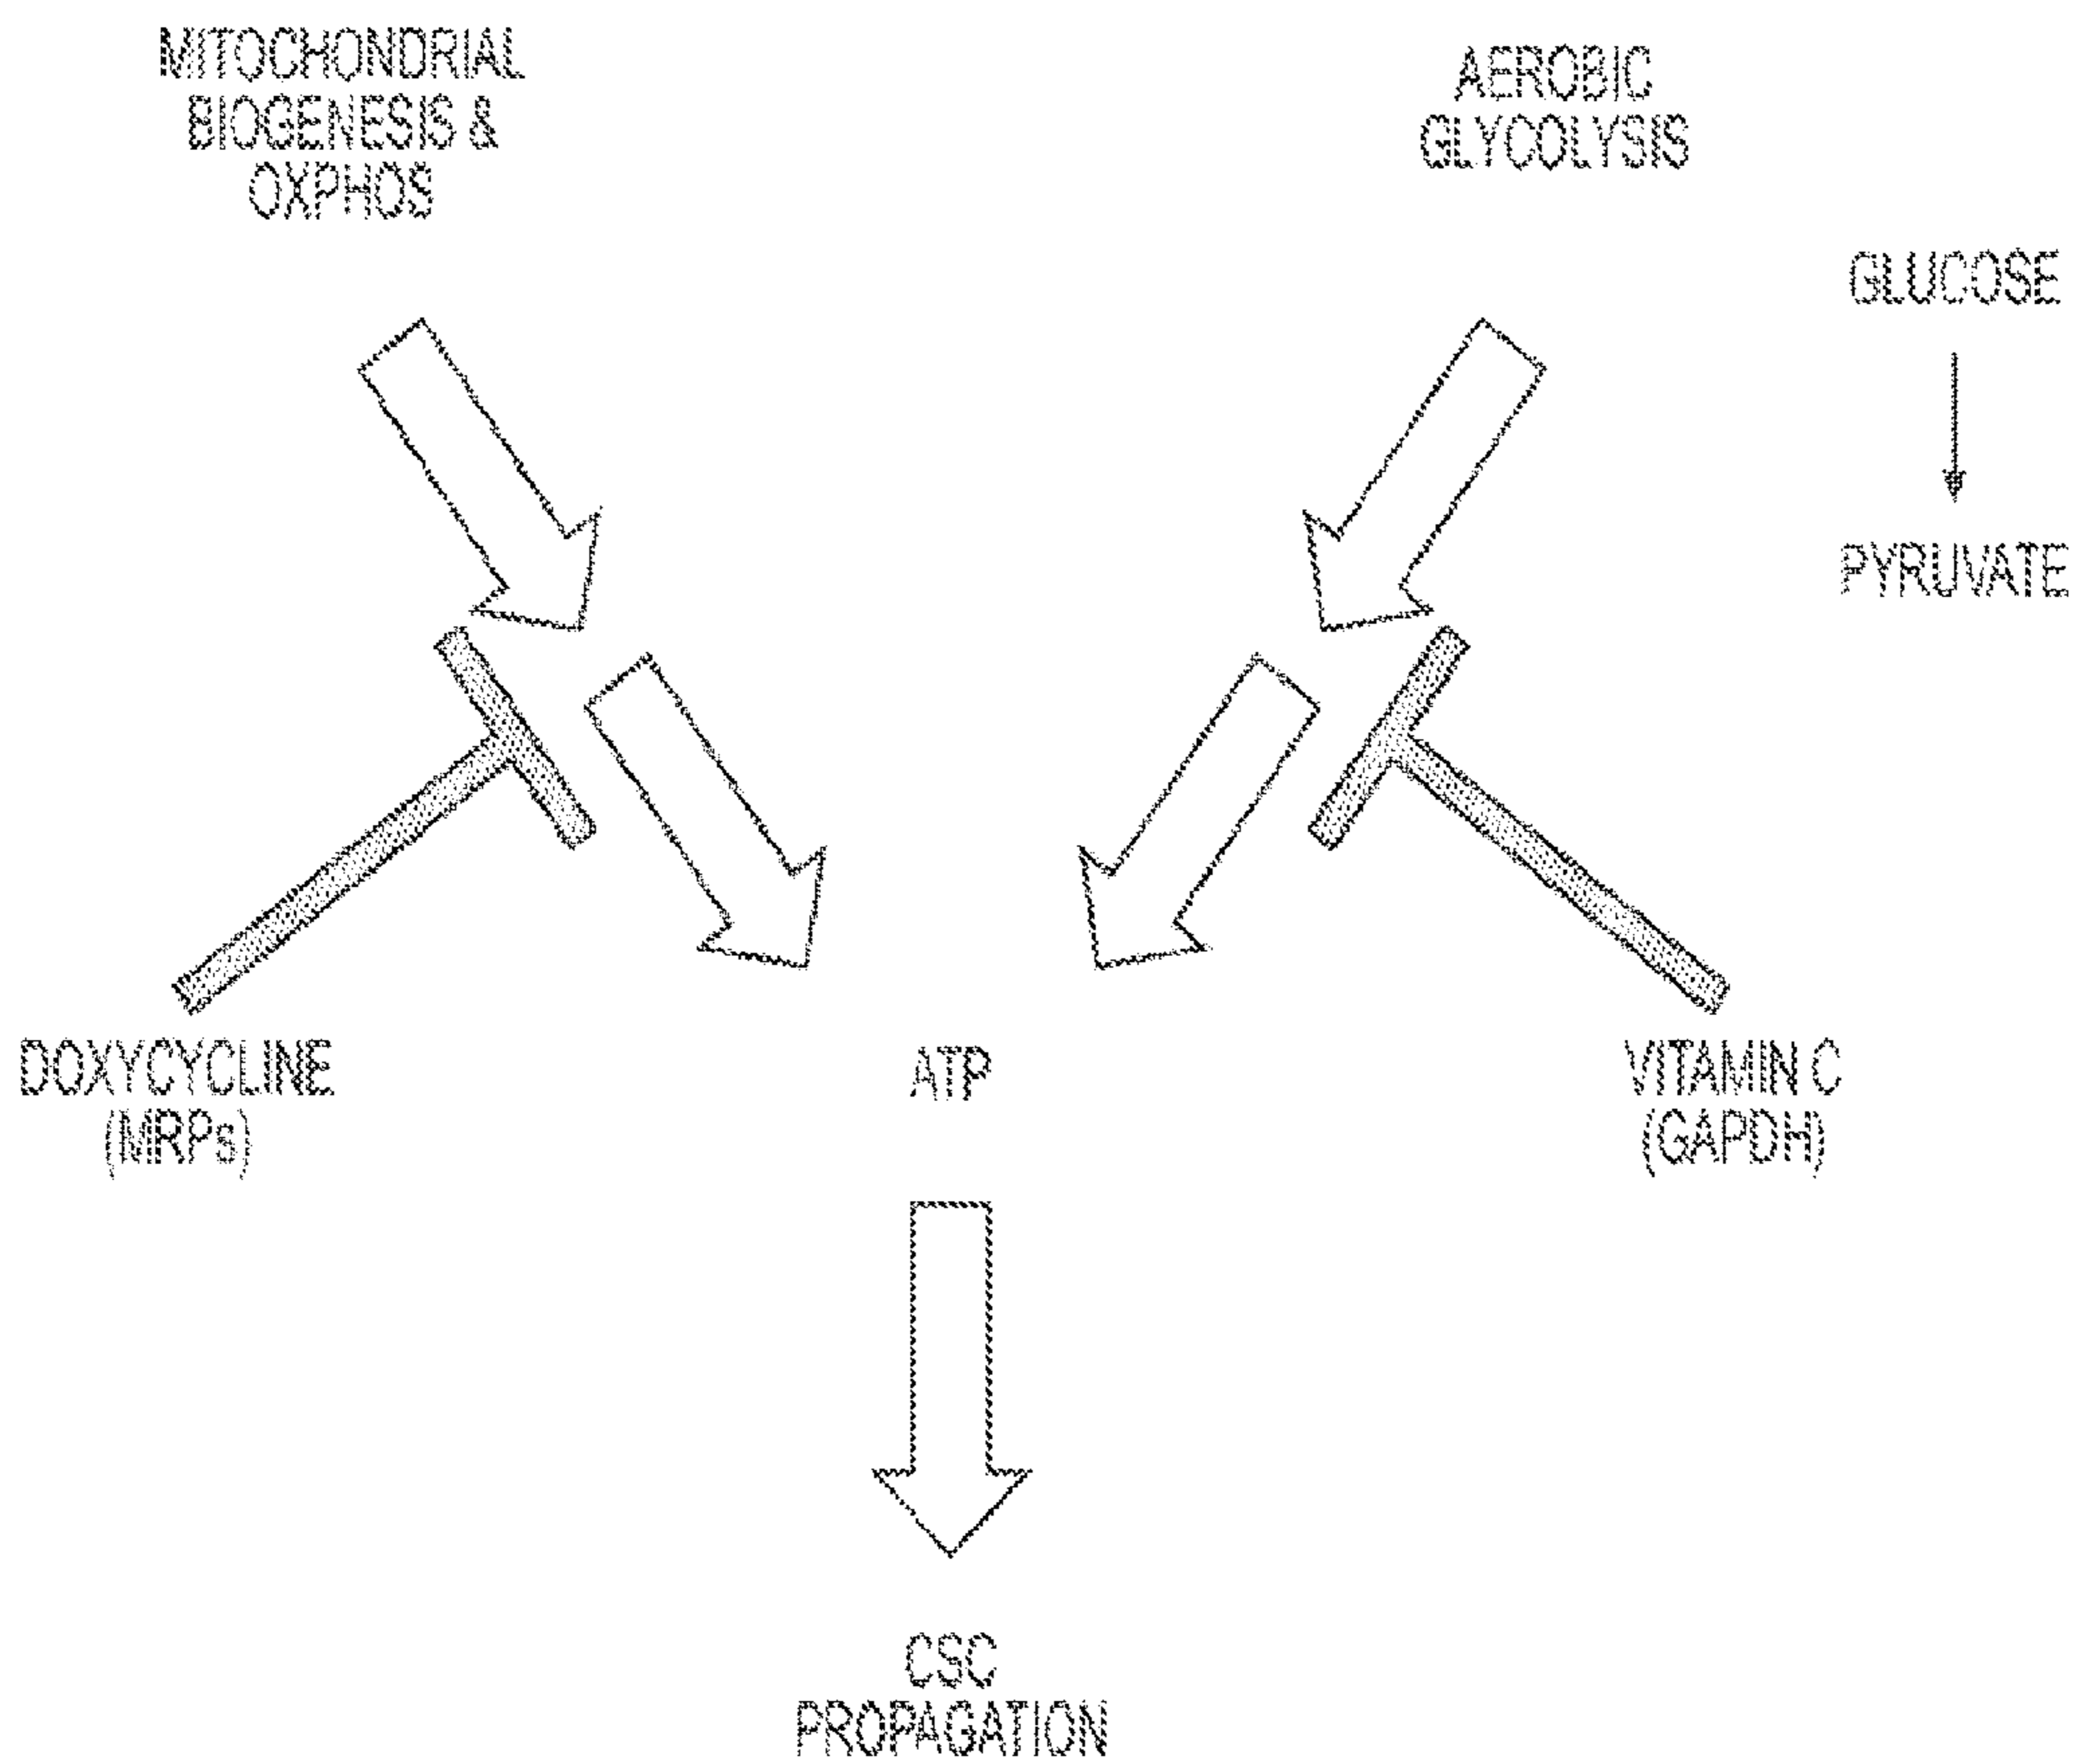 MITOCHONDRIAL
BIOGENESIS &
OXPHOS
AEROBIC
GLYCOLYSIS
GLUCOSE
PYRUVATE
DOXYCYCLINE
(MRPs)
ATP
VITAMIN C
(GAPDH)
CSC
PROPAGATION